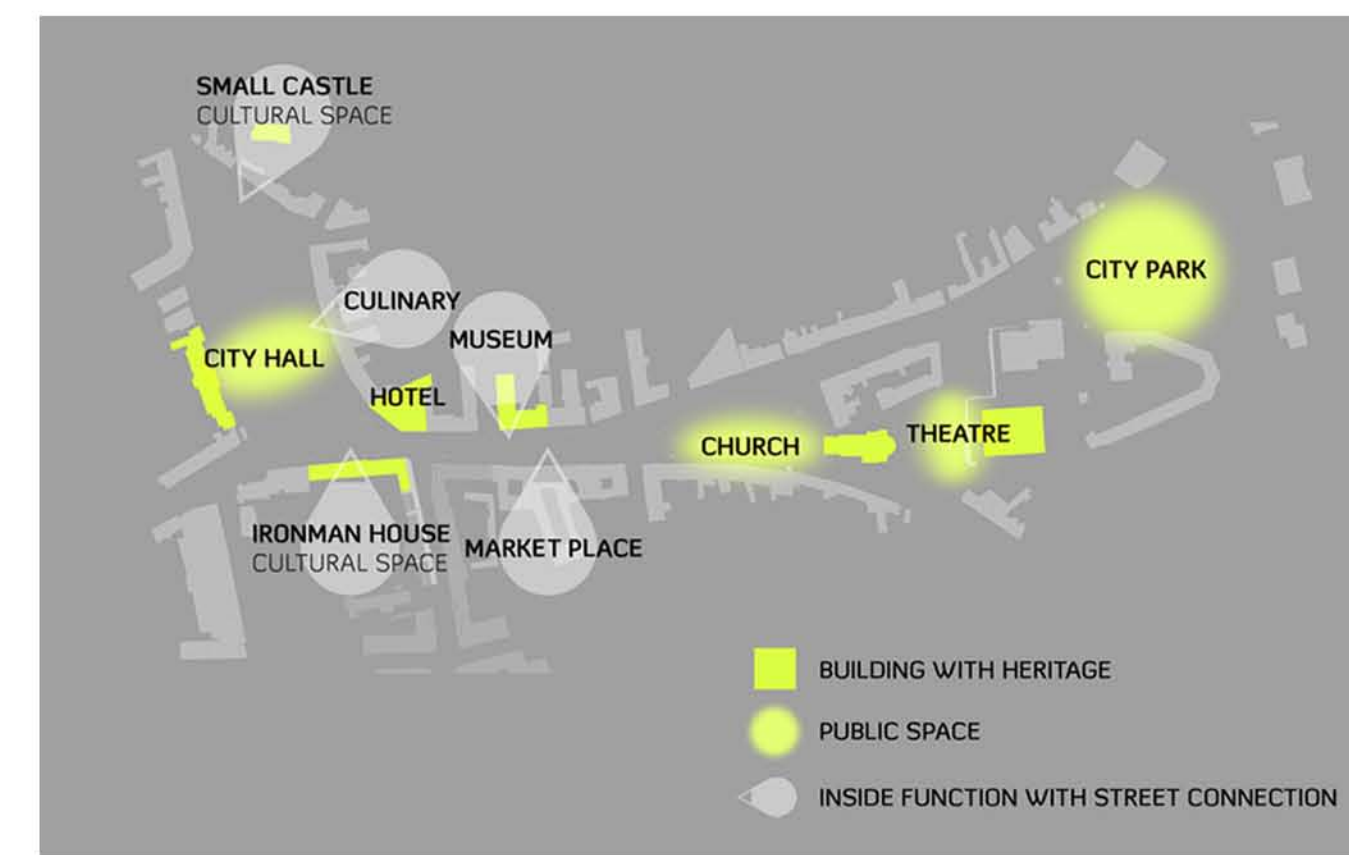 SMALL CASTLE
CULTURAL SPACE
CITY PARK
CULINARY
MUSEUM
CITY HALL
HOTEL
THEATRE
CHURCH
IRONMAN HOUSE
CULTURAL SPACE
MARKET PLACE
BUILDING WITH HERITAGE
PUBLIC SPACE
INSIDE FUNCTION WITH STREET CONNECTION